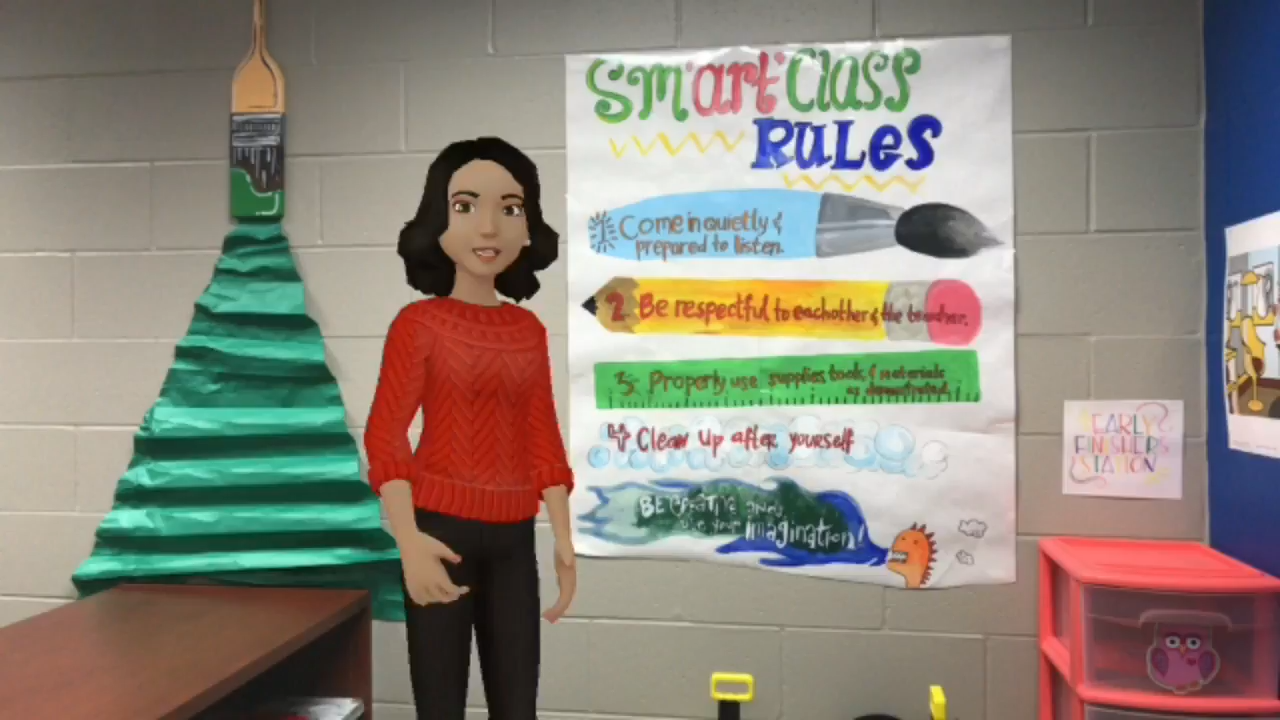 Sm'art' Class
RULES
1 Come in quietly &
prepared to listen.
2. Be respectful to eachother & the teacher.
3. Properly use supplies, tools, & materials
as demonstrated.
4 Clean Up after yourself
BE CREATIVE and
use your imagination!
EARLY
FINISHERS
STATION